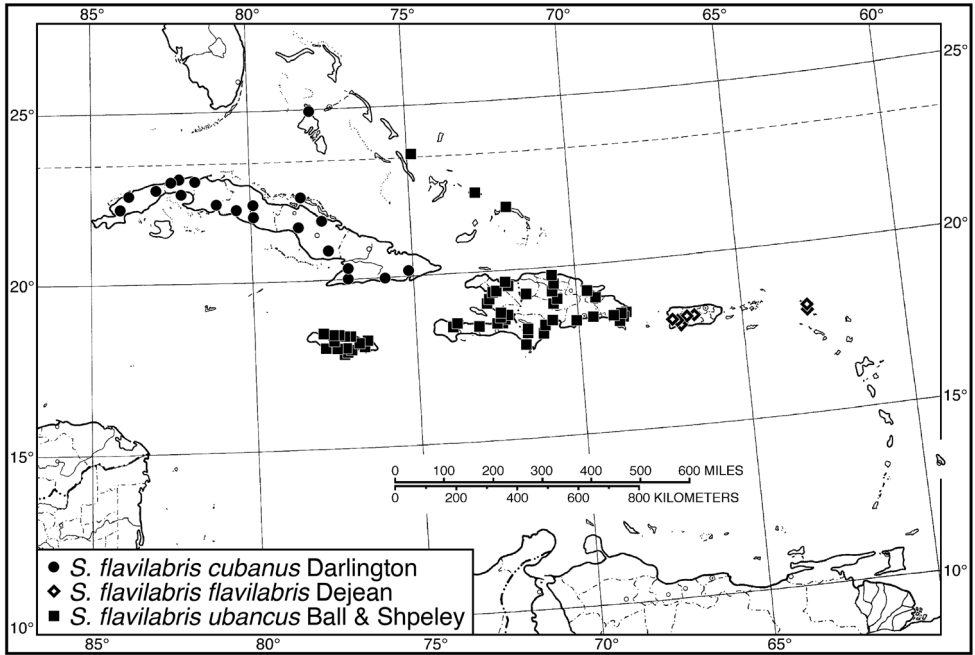 85° 80° 75° 70° 65° 60°
25°
25°
20°
20°
15°
15°
0 100 200 300 400 500 600 MILES
0 200 400 600 800 KILOMETERS
10°
S. flavilabris cubanus Darlington
S. flavilabris flavilabris Dejean
S. flavilabris ubancus Ball & Shpeley
10°
85° 80° 75° 70° 65°